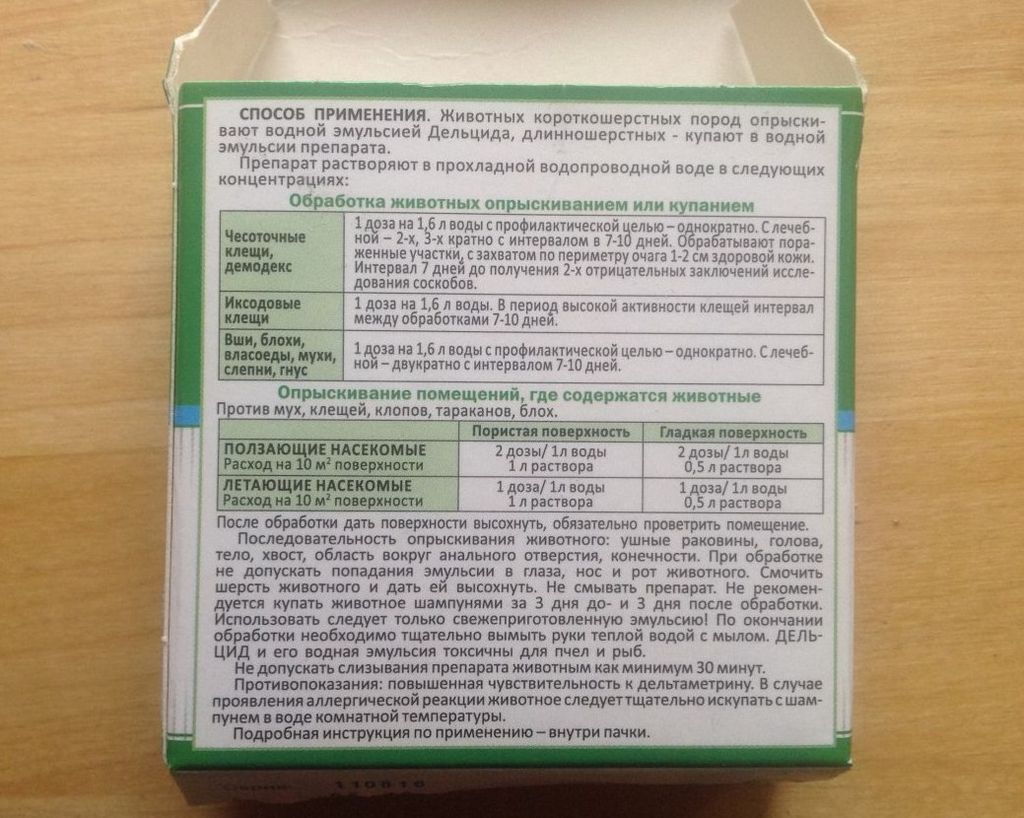 СПОСОБ ПРИМЕНЕНИЯ. Животных короткошерстных пород опрыски-
вают водной эмульсией Дельцида, длинношерстных - купают в водной
эмульсии препарата.
Препарат растворяют в прохладной водопроводной воде в следующих
концентрациях:
Обработка животных опрыскиванием или купанием
Чесоточные
клещи,
демодекс
1 доза на 1,6 л воды с профилактической целью – однократно. С лечеб-
ной – 2-х, 3-х кратно с интервалом в 7-10 дней. Обрабатывают пора-
женные участки, с захватом по периметру очага 1-2 см здоровой кожи.
Интервал 7 дней до получения 2-х отрицательных заключений иссле-
дования соскобов.
Иксодовые
клещи
1 доза на 1,6 л воды. В период высокой активности клещей интервал
между обработками 7-10 дней.
Вши, блохи,
власоеды, мухи,
слепни, гнус
1 доза на 1,6 л воды с профилактической целью – однократно. С лечеб-
ной – двукратно с интервалом 7-10 дней.
Опрыскивание помещений, где содержатся животные
Против мух, клещей, клопов, тараканов, блох.
Пористая поверхность Гладкая поверхность
ПОЛЗАЮЩИЕ НАСЕКОМЫЕ 2 дозы/ 1л воды 2 дозы/ 1л воды
Расход на 10 м² поверхности 1 л раствора 0,5 л раствора
ЛЕТАЮЩИЕ НАСЕКОМЫЕ 1 доза/ 1л воды 1 доза/ 1л воды
Расход на 10 м² поверхности 1 л раствора 0,5 л раствора
После обработки дать поверхности высохнуть, обязательно проветрить помещение.
Последовательность опрыскивания животного: ушные раковины, голова,
тело, хвост, область вокруг анального отверстия, конечности. При обработке
не допускать попадания эмульсии в глаза, нос и рот животного. Смочить
шерсть животного и дать ей высохнуть. Не смывать препарат. Не рекомен-
дуется купать животное шампунями за 3 дня до- и 3 дня после обработки.
Использовать следует только свежеприготовленную эмульсию! По окончании
обработки необходимо тщательно вымыть руки теплой водой с мылом. ДЕЛЬ-
ЦИД и его водная эмульсия токсичны для пчел и рыб.
Не допускать слизывания препарата животным как минимум 30 минут.
Противопоказания: повышенная чувствительность к дельтаметрину. В случае
проявления аллергической реакции животное следует тщательно искупать с шам-
пунем в воде комнатной температуры.
Подробная инструкция по применению – внутри пачки.
110816